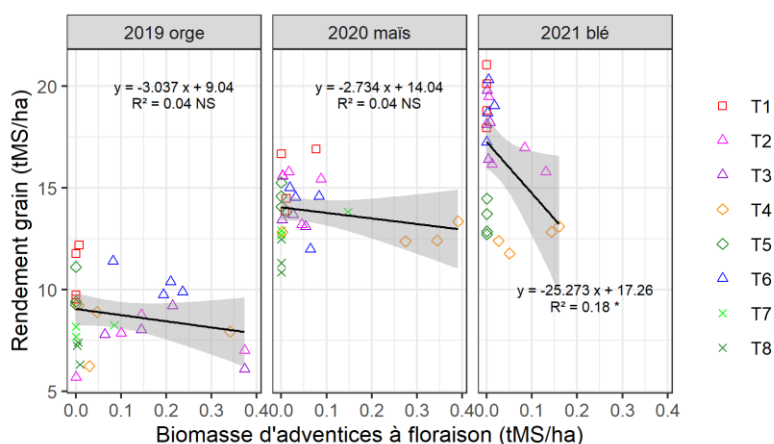 2019 orge
2020 maïs
2021 blé
y = -3.037 x + 9.04
R² = 0.04 NS
y = -2.734 x + 14.04
R² = 0.04 NS
y = -25.273 x + 17.26
R² = 0.18 *
Rendement grain (tMS/ha)
20
15
10
5
0.0 0.1 0.2 0.3 0.4 0.0 0.1 0.2 0.3 0.4 0.0 0.1 0.2 0.3 0.4
Biomasse d'adventices à floraison (tMS/ha)
T1
T2
T3
T4
T5
T6
T7
T8